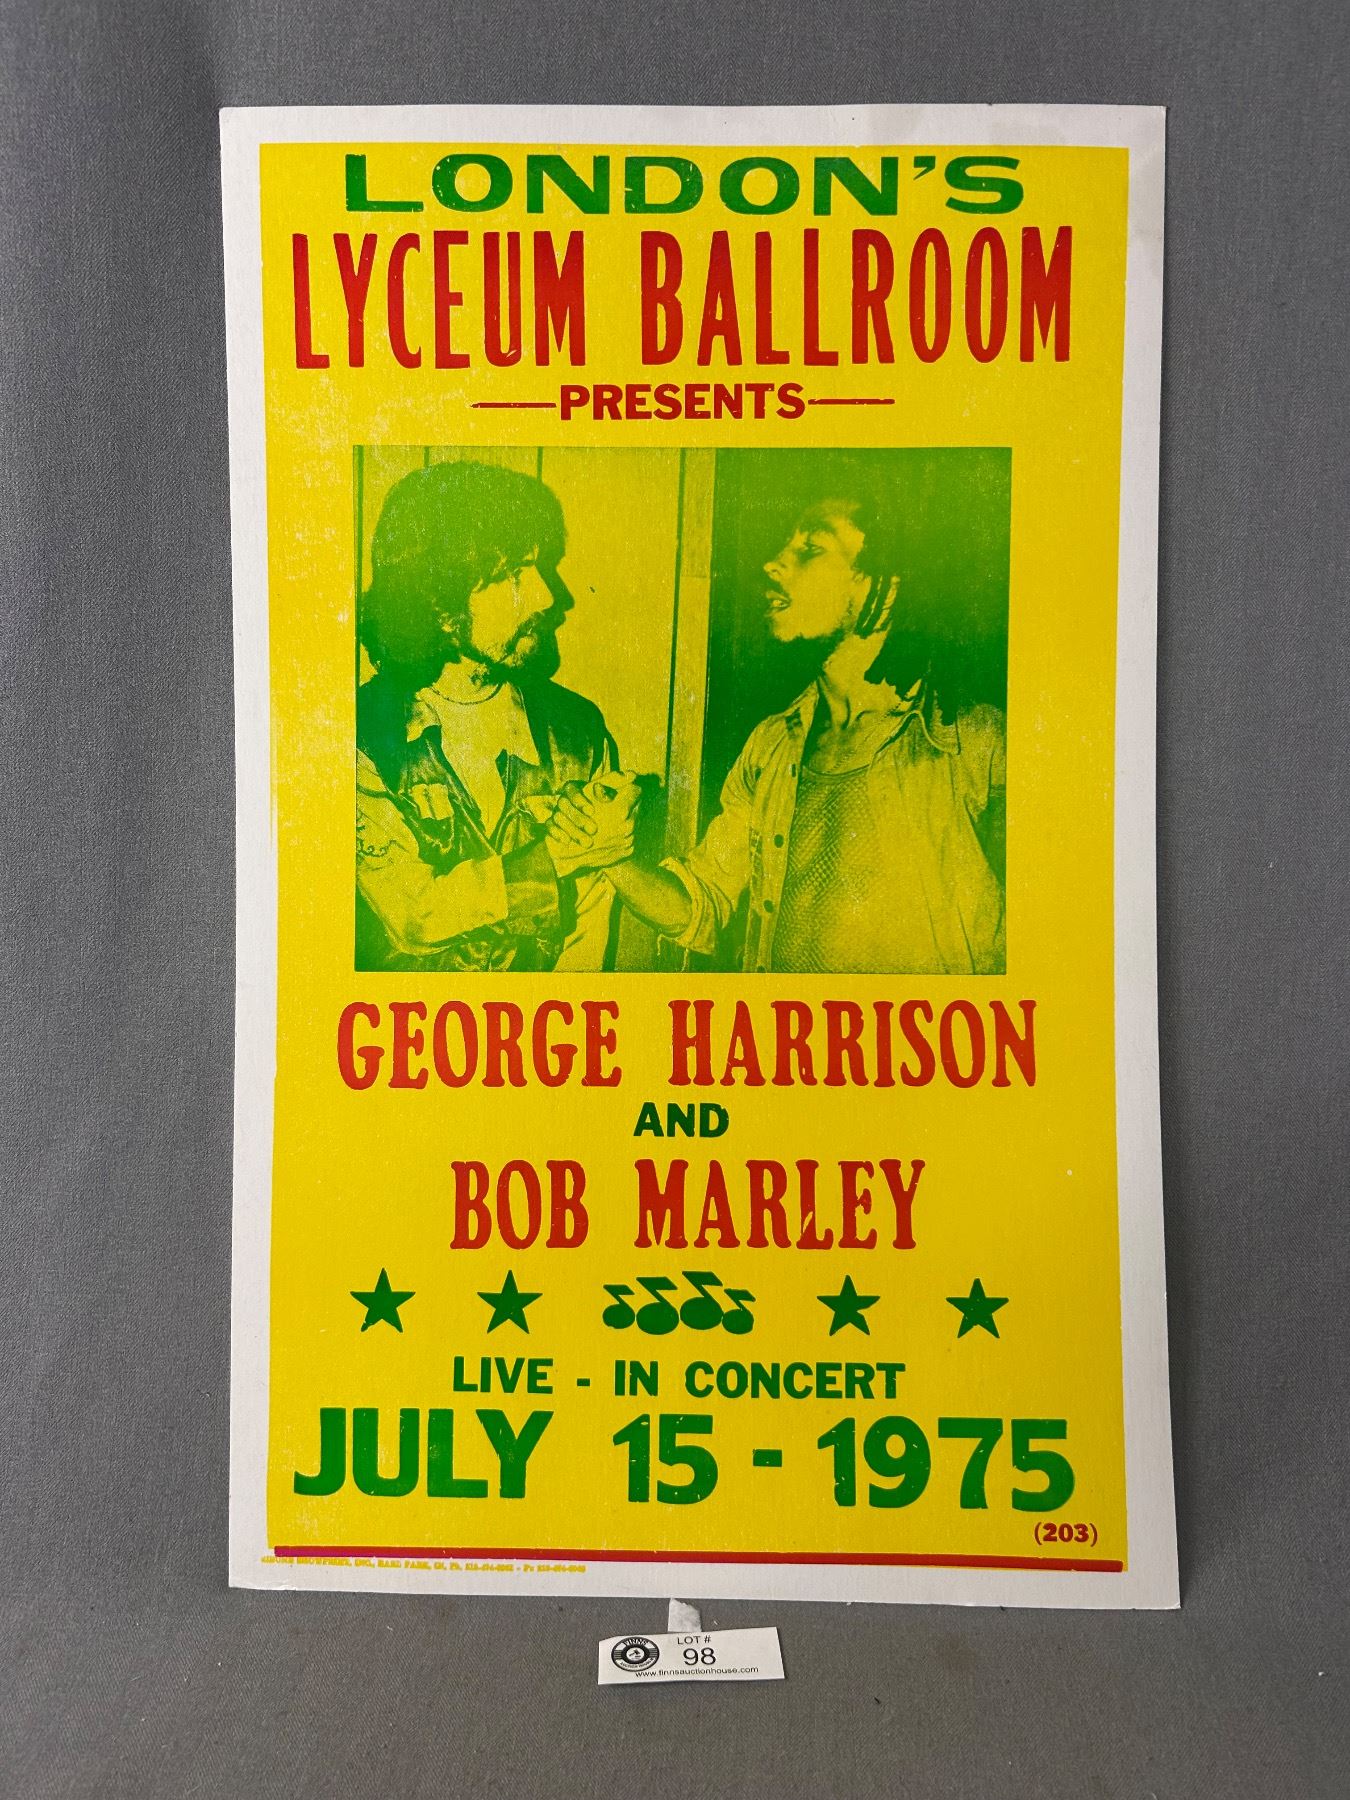 LONDON'S
LYCEUM BALLROOM
PRESENTS
GEORGE HARRISON
AND
BOB MARLEY
LIVE - IN CONCERT
JULY 15 - 1975
(203)
LOT #
98
www.finnsauctionhouse.com